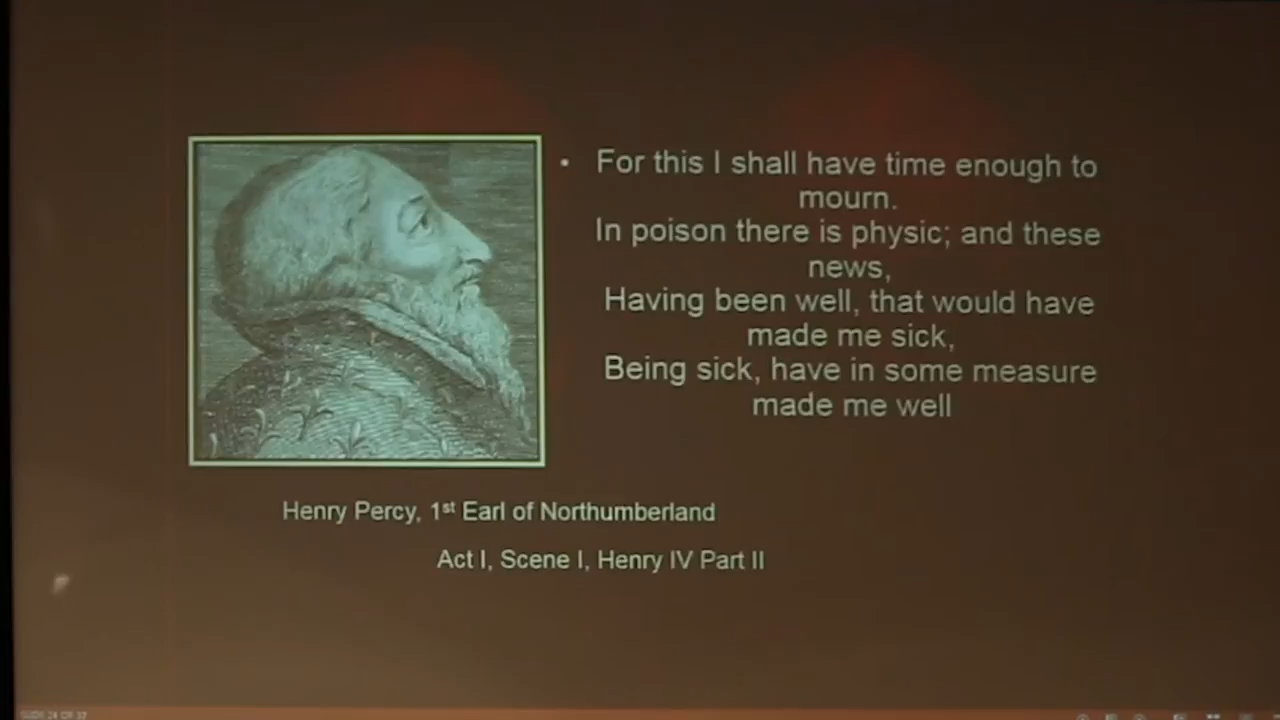 • For this I shall have time enough to
mourn.
In poison there is physic; and these
news,
Having been well, that would have
made me sick,
Being sick, have in some measure
made me well
Henry Percy, 1st Earl of Northumberland
Act I, Scene I, Henry IV Part II